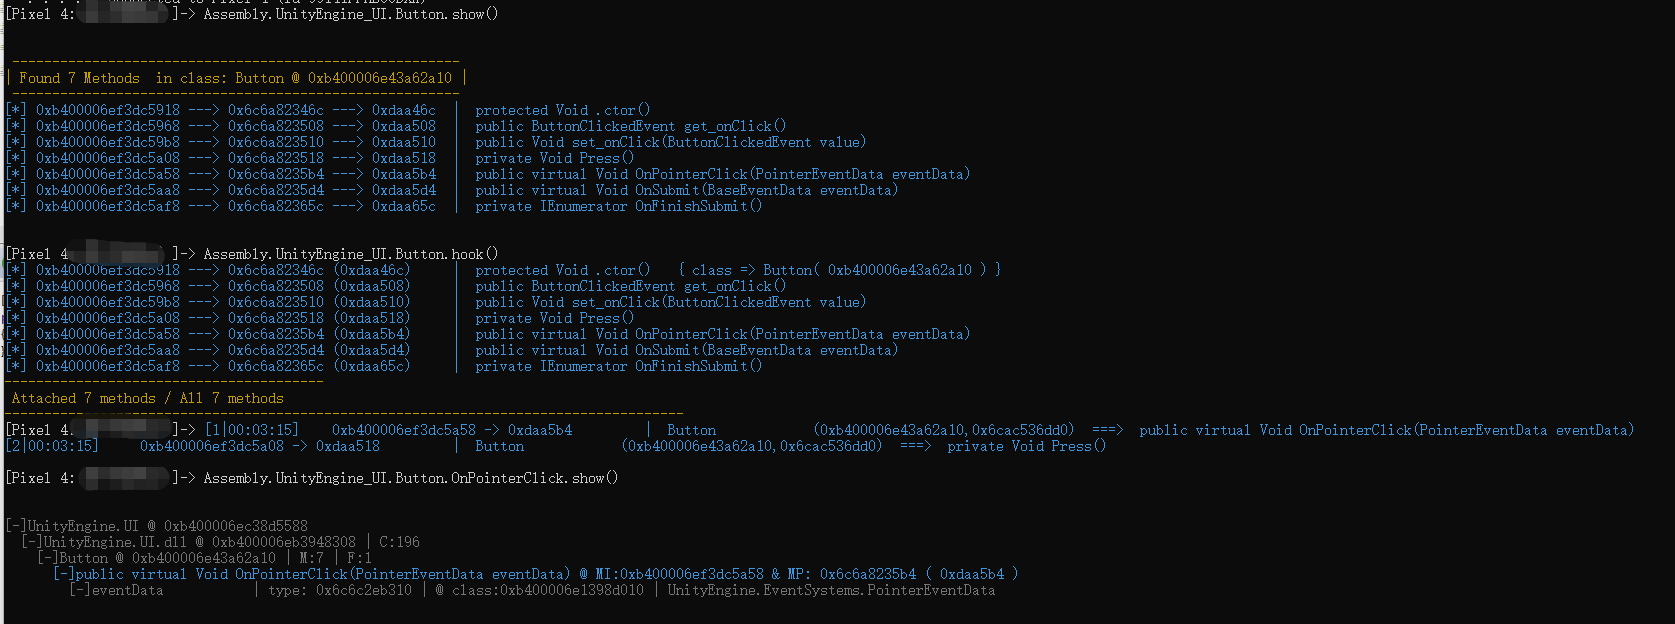 [Pixel 4: ]-> Assembly.UnityEngine_UI.Button.show()
----------------------------------------------------------
| Found 7 Methods  in class: Button @ 0xb400006e43a62a10 |
----------------------------------------------------------
[*] 0xb400006ef3dc5918 ---> 0x6c6a82346c ---> 0xdaa46c | protected Void .ctor()
[*] 0xb400006ef3dc5968 ---> 0x6c6a823508 ---> 0xdaa508 | public ButtonClickedEvent get_onClick()
[*] 0xb400006ef3dc59b8 ---> 0x6c6a823510 ---> 0xdaa510 | public Void set_onClick(ButtonClickedEvent value)
[*] 0xb400006ef3dc5a08 ---> 0x6c6a823518 ---> 0xdaa518 | private Void Press()
[*] 0xb400006ef3dc5a58 ---> 0x6c6a8235b4 ---> 0xdaa5b4 | public virtual Void OnPointerClick(PointerEventData eventData)
[*] 0xb400006ef3dc5aa8 ---> 0x6c6a8235d4 ---> 0xdaa5d4 | public virtual Void OnSubmit(BaseEventData eventData)
[*] 0xb400006ef3dc5af8 ---> 0x6c6a82365c ---> 0xdaa65c | private IEnumerator OnFinishSubmit()
[Pixel 4 ]-> Assembly.UnityEngine_UI.Button.hook()
[*] 0xb400006ef3dc5918 ---> 0x6c6a82346c (0xdaa46c) | protected Void .ctor()   { class => Button( 0xb400006e43a62a10 ) }
[*] 0xb400006ef3dc5968 ---> 0x6c6a823508 (0xdaa508) | public ButtonClickedEvent get_onClick()
[*] 0xb400006ef3dc59b8 ---> 0x6c6a823510 (0xdaa510) | public Void set_onClick(ButtonClickedEvent value)
[*] 0xb400006ef3dc5a08 ---> 0x6c6a823518 (0xdaa518) | private Void Press()
[*] 0xb400006ef3dc5a58 ---> 0x6c6a8235b4 (0xdaa5b4) | public virtual Void OnPointerClick(PointerEventData eventData)
[*] 0xb400006ef3dc5aa8 ---> 0x6c6a8235d4 (0xdaa5d4) | public virtual Void OnSubmit(BaseEventData eventData)
[*] 0xb400006ef3dc5af8 ---> 0x6c6a82365c (0xdaa65c) | private IEnumerator OnFinishSubmit()
----------------------------------------
Attached 7 methods / All 7 methods
-------------------------------------------------------------------------------------
[Pixel 4: ]-> [1|00:03:15] 0xb400006ef3dc5a58 -> 0xdaa5b4 | Button (0xb400006e43a62a10,0x6cac536dd0) ===> public virtual Void OnPointerClick(PointerEventData eventData)
[2|00:03:15] 0xb400006ef3dc5a08 -> 0xdaa518 | Button (0xb400006e43a62a10,0x6cac536dd0) ===> private Void Press()
[Pixel 4: ]-> Assembly.UnityEngine_UI.Button.OnPointerClick.show()
[-]UnityEngine.UI @ 0xb400006ec38d5588
[-]UnityEngine.UI.dll @ 0xb400006eb3948308 | C:196
[-]Button @ 0xb400006e43a62a10 | M:7 | F:1
[-]public virtual Void OnPointerClick(PointerEventData eventData) @ MI:0xb400006ef3dc5a58 & MP: 0x6c6a8235b4 ( 0xdaa5b4 )
[-]eventData | type: 0x6c6c2eb310 | @ class:0xb400006e1398d010 | UnityEngine.EventSystems.PointerEventData